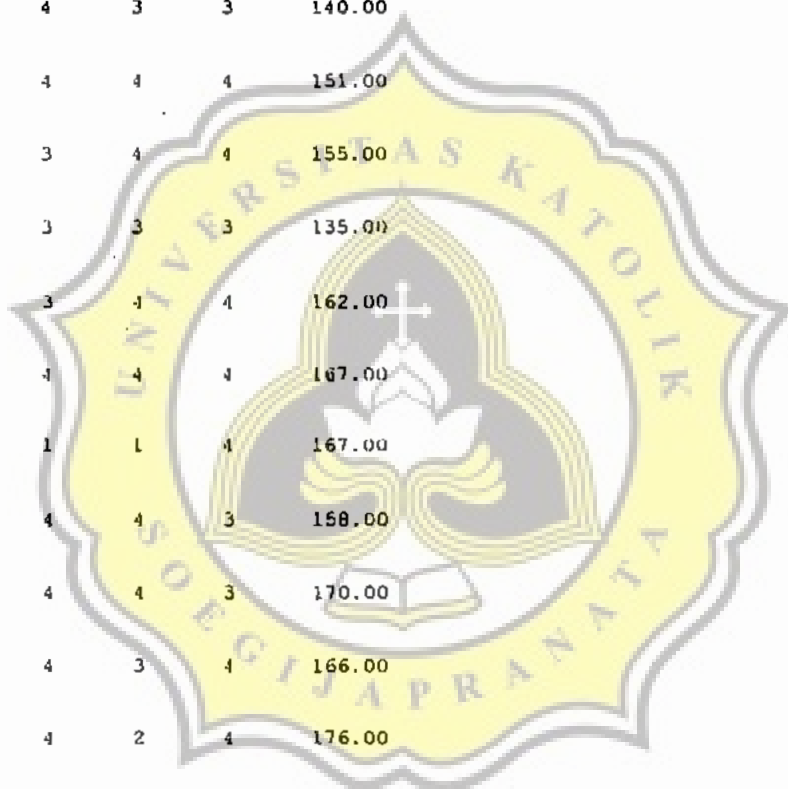 4 3 3 140.00
4 4 4 151.00
3 4 4 155.00
3 3 3 135.00
3 4 4 162.00
4 4 4 167.00
1 1 4 167.00
4 4 3 158.00
4 4 3 170.00
4 3 4 166.00
4 2 4 176.00
UNIVERSITAS KATOLIK
SOEGIJAPRANATA